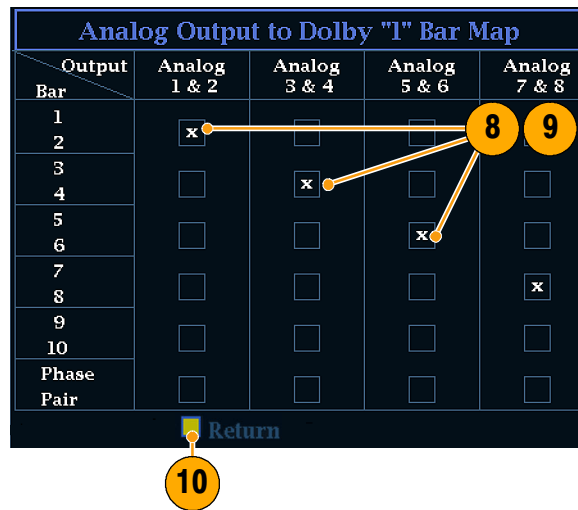 Analog Output to Dolby "1" Bar Map
Output Analog Analog Analog Analog
Bar 1 & 2 3 & 4 5 & 6 7 & 8
1
2
x
8 9
3
4
x
5
6
x
7
8
x
9
10
Phase
Pair
Return
10